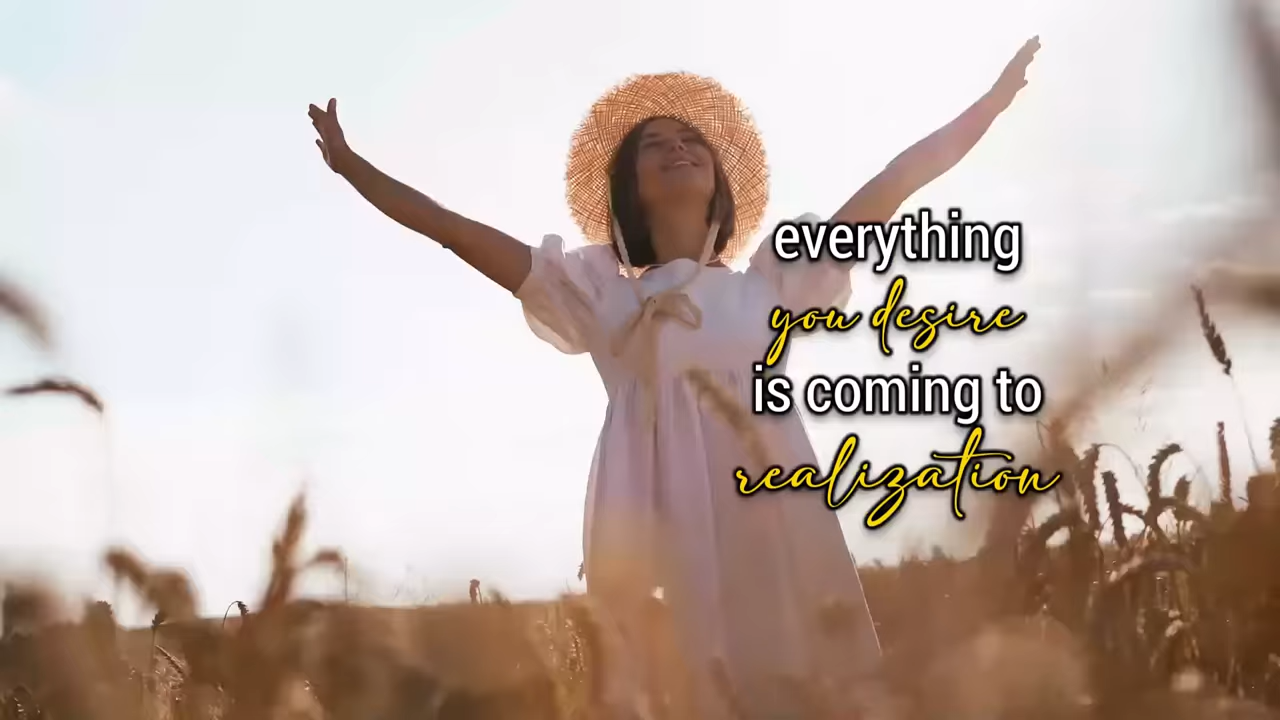 everything
you desire
is coming to
realization